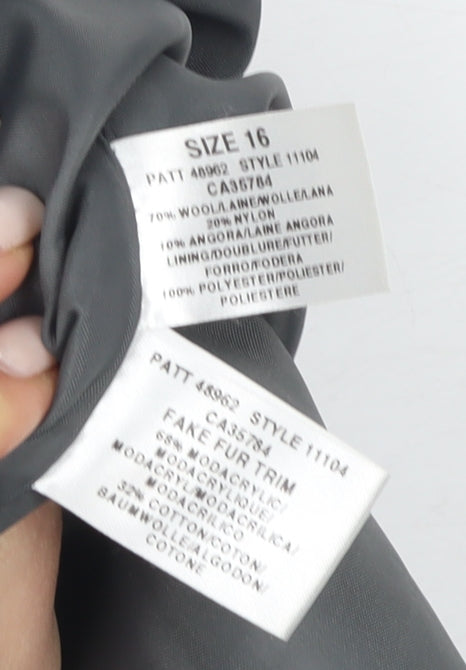 SIZE 16
PATT 48962 STYLE 11104
CA35784
70% WOOL/LAINE/WOLLE/LANA
20% NYLON
10% ANGORA/LAINE ANGORA
LINING/DOUBLURE/FUTTER/
FORRO/FODERA
100% POLYESTER/POLIESTER/
POLIESTERE
PATT 48962 STYLE 11104
CA35784
FAKE FUR TRIM
68% MODACRYLIC/
MODACRYLIQUE/
MODACRYL/MODACRILICA/
MODACRILICO
32% COTTON/COTON/
BAUMWOLLE/ALGODON/
COTONE